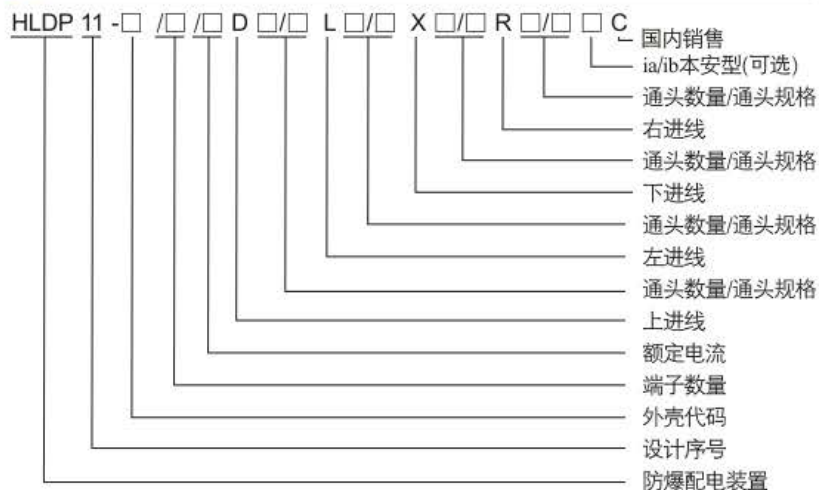 HLDP 11 -□ /□ /□ D □/□ L □/□ X □/□ R □/□ □ C
国内销售
ia/ib本安型(可选)
通头数量/通头规格
右进线
通头数量/通头规格
下进线
通头数量/通头规格
左进线
通头数量/通头规格
上进线
额定电流
端子数量
外壳代码
设计序号
防爆配电装置